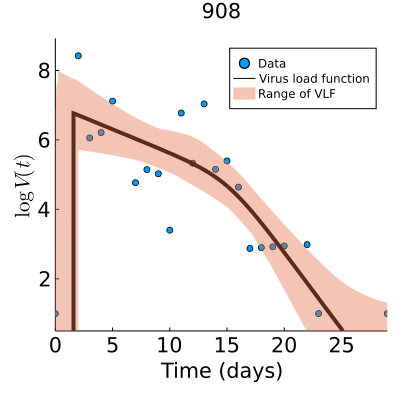 908
Data
Virus load function
Range of VLF
log V(t)
8
6
4
2
0 5 10 15 20 25
Time (days)